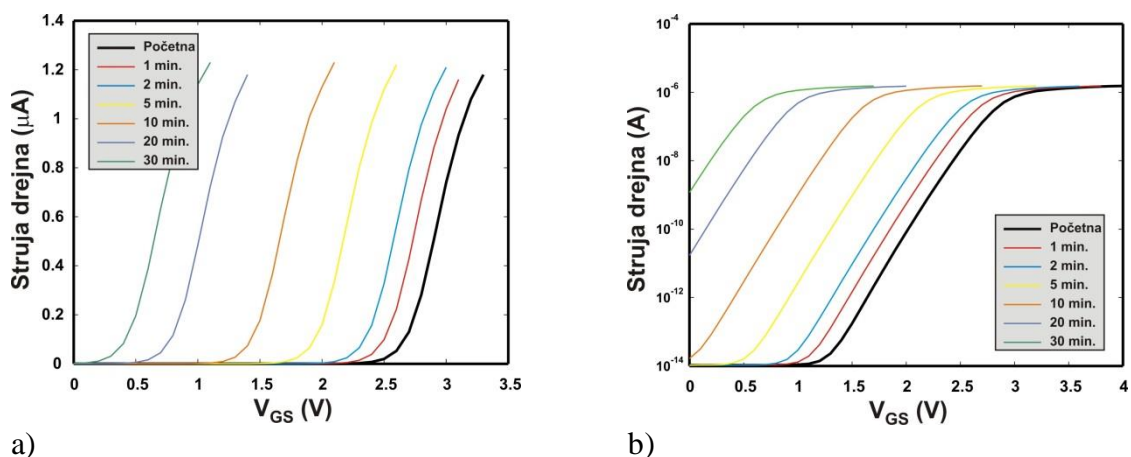 1.4
1.2
1
0.8
0.6
0.4
0.2
0
Struja drejna (µA)
Početna
1 min.
2 min.
5 min.
10 min.
20 min.
30 min.
0 0.5 1 1.5 2 2.5 3 3.5
V_GS (V)
a)
10^-4
10^-6
10^-8
10^-10
10^-12
10^-14
Struja drejna (A)
Početna
1 min.
2 min.
5 min.
10 min.
20 min.
30 min.
0 0.5 1 1.5 2 2.5 3 3.5 4
V_GS (V)
b)